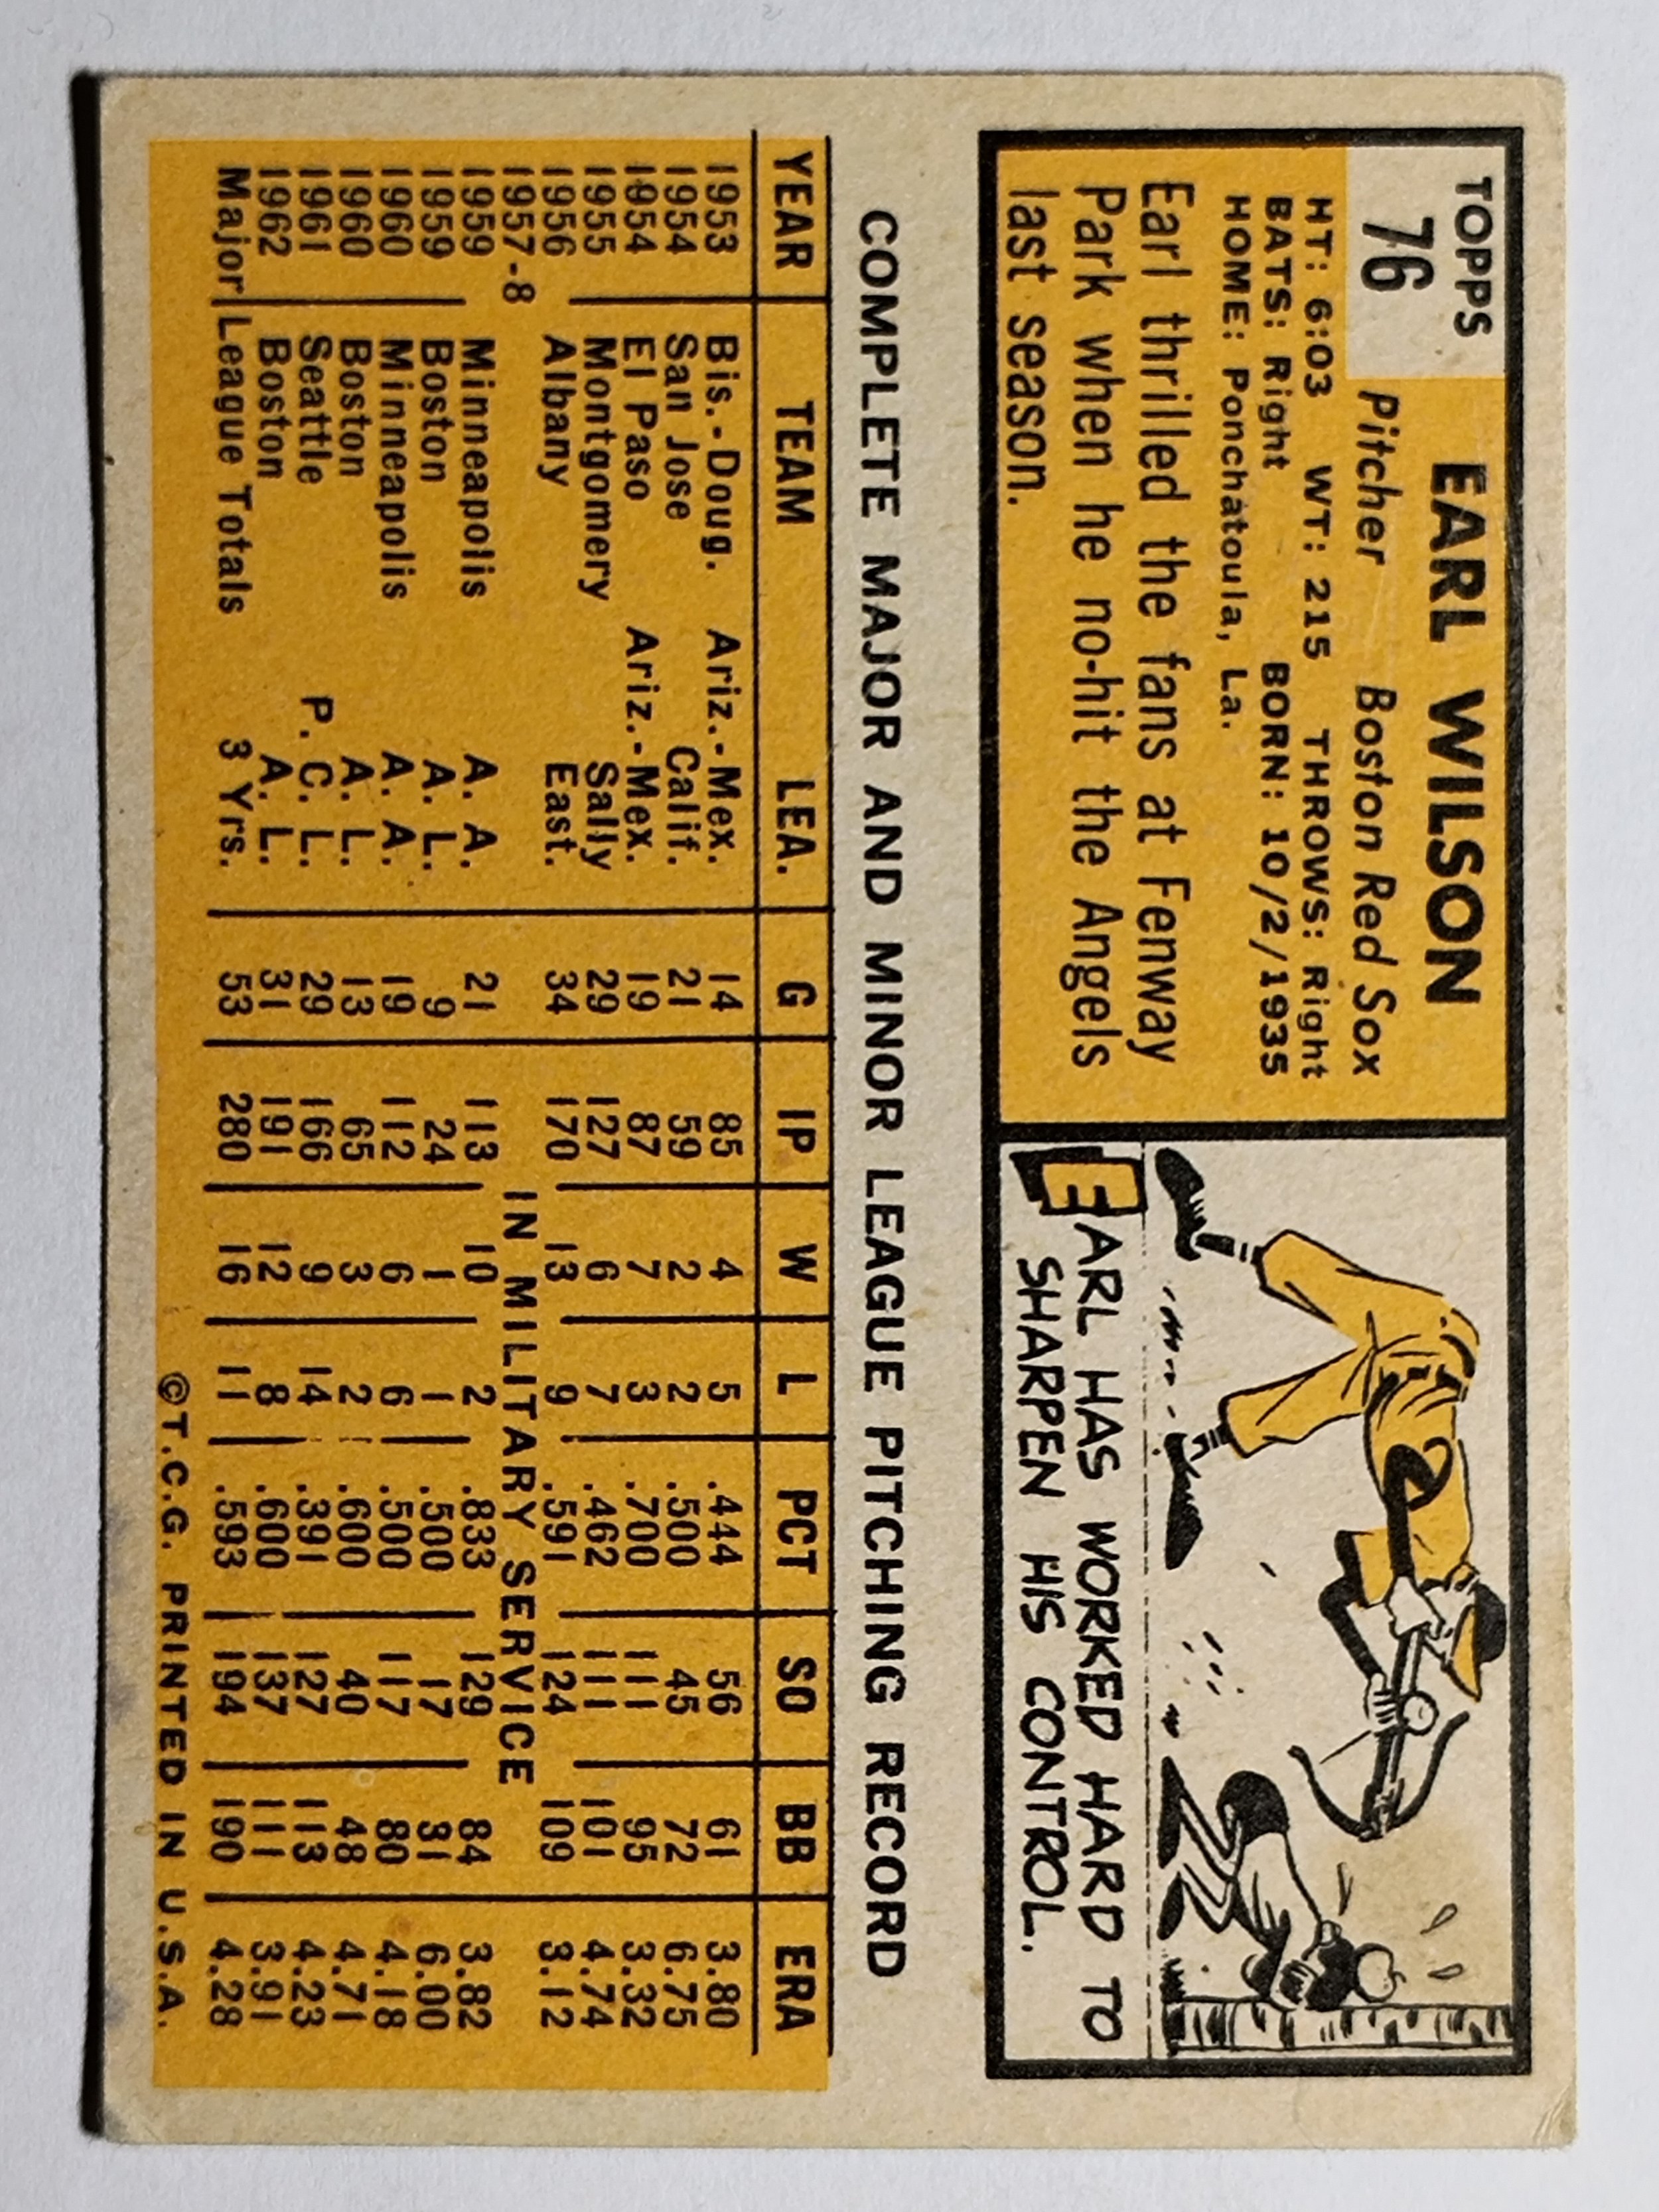 TOPPS
76
EARL WILSON
Pitcher Boston Red Sox
HT: 6:03 WT: 215 THROWS: Right
BATS: Right BORN: 10/2/1935
HOME: Ponchatoula, La.
Earl thrilled the fans at Fenway
Park when he no-hit the Angels
last season.
EARL HAS WORKED HARD TO
SHARPEN HIS CONTROL.
COMPLETE MAJOR AND MINOR LEAGUE PITCHING RECORD
YEAR TEAM LEA. G IP W L PCT SO BB ERA
1953 Bis.-Doug. Ariz.-Mex. 14 85 4 5 .444 56 61 3.80
1954 San Jose Calif. 21 59 2 2 .500 45 72 6.75
1954 El Paso Ariz.-Mex. 19 87 7 3 .700 111 95 3.32
1955 Montgomery Sally 29 127 6 7 .462 111 101 4.74
1956 Albany East. 34 170 13 9 .591 124 109 3.12
1957-8 IN MILITARY SERVICE
1959 Minneapolis A. A. 21 113 10 2 .833 129 84 3.82
1959 Boston A. L. 9 24 1 1 .500 17 31 6.00
1960 Minneapolis A. A. 19 112 6 6 .500 117 80 4.18
1960 Boston A. L. 13 65 3 2 .600 40 48 4.71
1961 Seattle P. C. L. 29 166 9 14 .391 127 113 4.23
1962 Boston A. L. 31 191 12 8 .600 137 111 3.91
Major League Totals 3 Yrs. 53 280 16 11 .593 194 190 4.28
©T.C.G. PRINTED IN U.S.A.